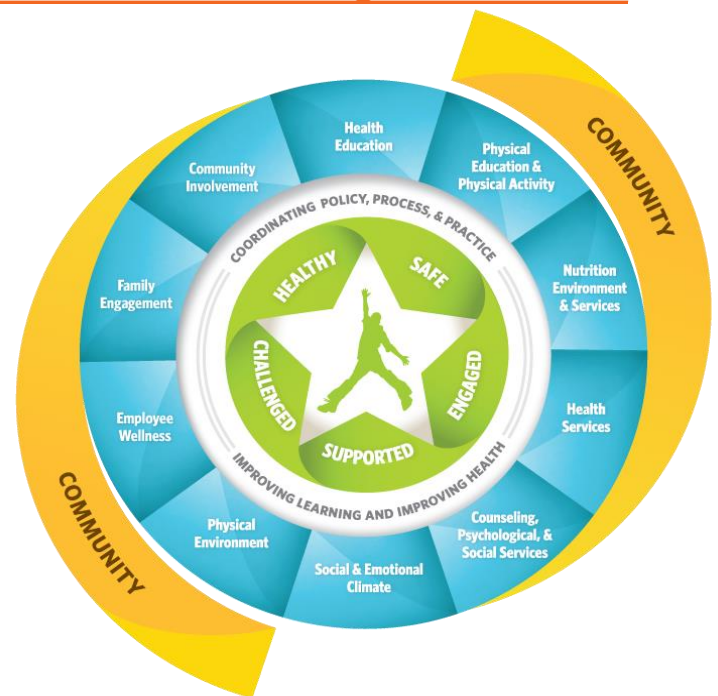 COMMUNITY
Health
Education
Physical
Education &
Physical Activity
Nutrition
Environment
& Services
Health
Services
Counseling,
Psychological, &
Social Services
Social & Emotional
Climate
Physical
Environment
Employee
Wellness
Family
Engagement
Community
Involvement
COORDINATING POLICY, PROCESS, & PRACTICE
HEALTHY
SAFE
ENGAGED
SUPPORTED
CHALLENGED
IMPROVING LEARNING AND IMPROVING HEALTH
COMMUNITY